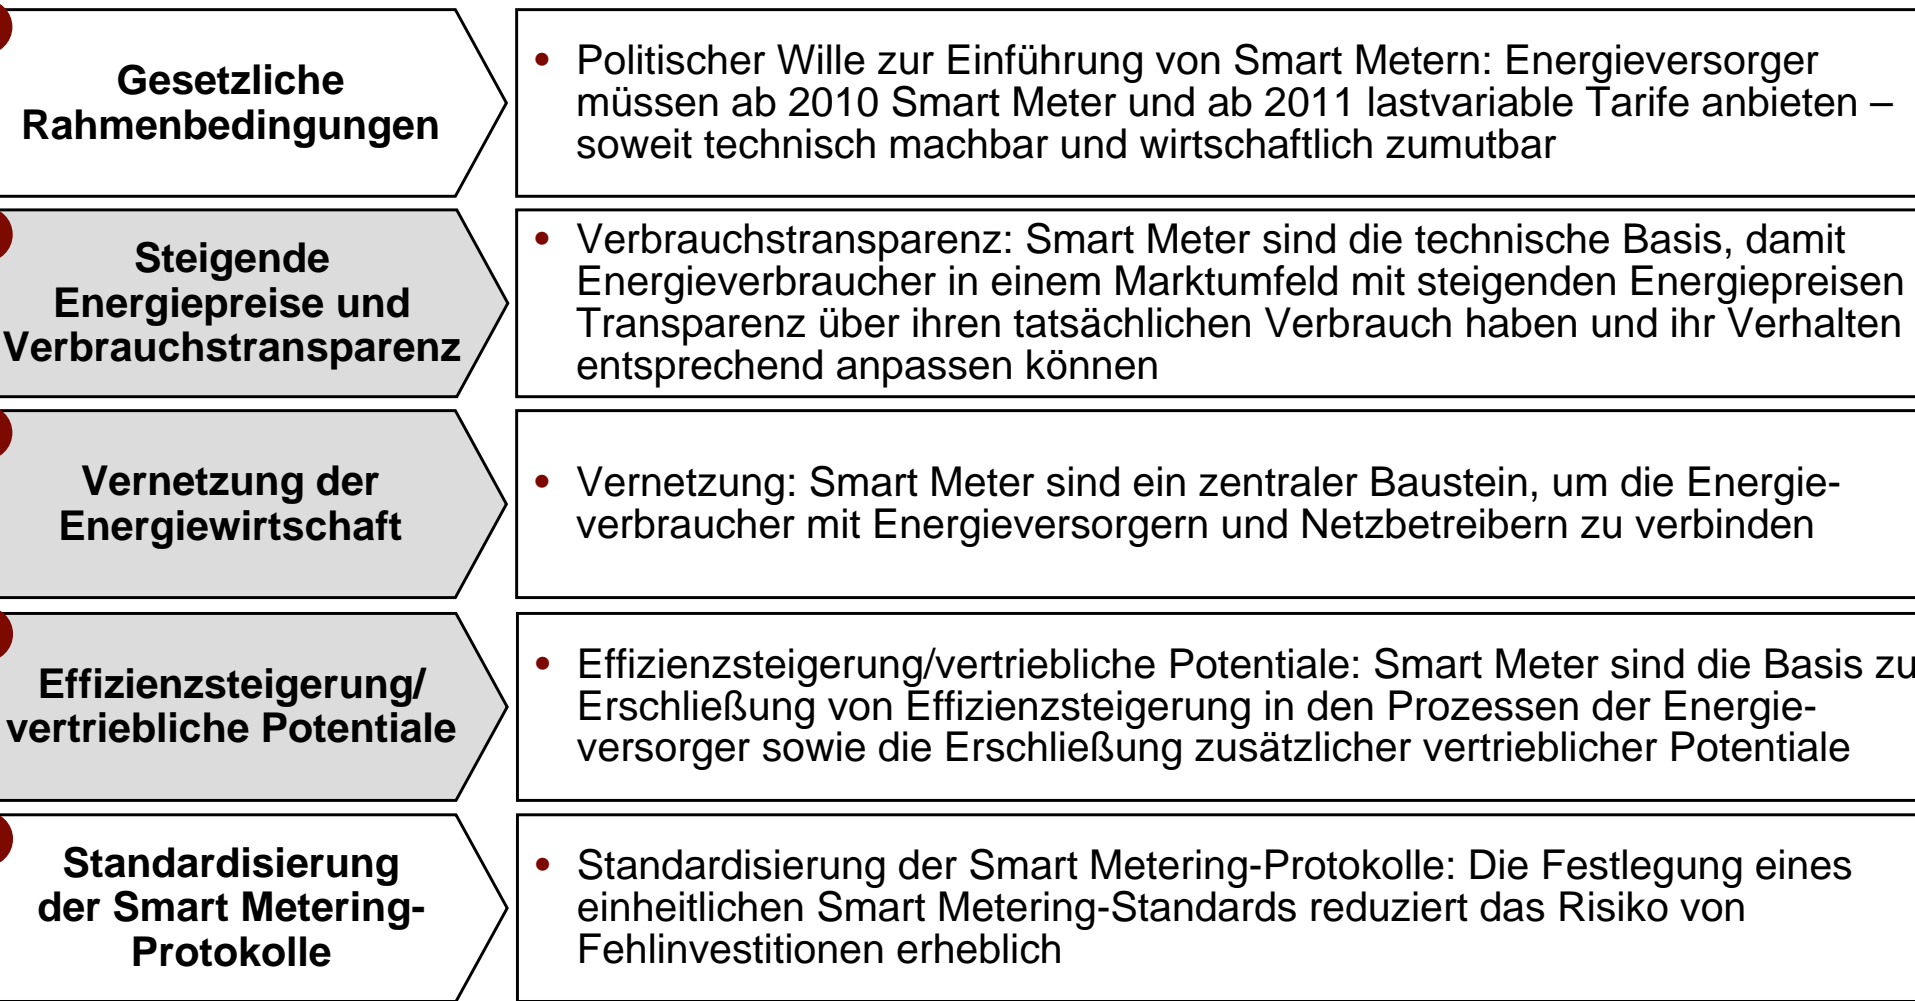 Gesetzliche
Rahmenbedingungen
• Politischer Wille zur Einführung von Smart Metern: Energieversorger
müssen ab 2010 Smart Meter und ab 2011 lastvariable Tarife anbieten –
soweit technisch machbar und wirtschaftlich zumutbar
Steigende
Energiepreise und
Verbrauchstransparenz
• Verbrauchstransparenz: Smart Meter sind die technische Basis, damit
Energieverbraucher in einem Marktumfeld mit steigenden Energiepreisen
Transparenz über ihren tatsächlichen Verbrauch haben und ihr Verhalten
entsprechend anpassen können
Vernetzung der
Energiewirtschaft
• Vernetzung: Smart Meter sind ein zentraler Baustein, um die Energie-
verbraucher mit Energieversorgern und Netzbetreibern zu verbinden
Effizienzsteigerung/
vertriebliche Potentiale
• Effizienzsteigerung/vertriebliche Potentiale: Smart Meter sind die Basis
Erschließung von Effizienzsteigerung in den Prozessen der Energie-
versorger sowie die Erschließung zusätzlicher vertrieblicher Potentiale
Standardisierung
der Smart Metering-
Protokolle
• Standardisierung der Smart Metering-Protokolle: Die Festlegung eines
einheitlichen Smart Metering-Standards reduziert das Risiko von
Fehlinvestitionen erheblich